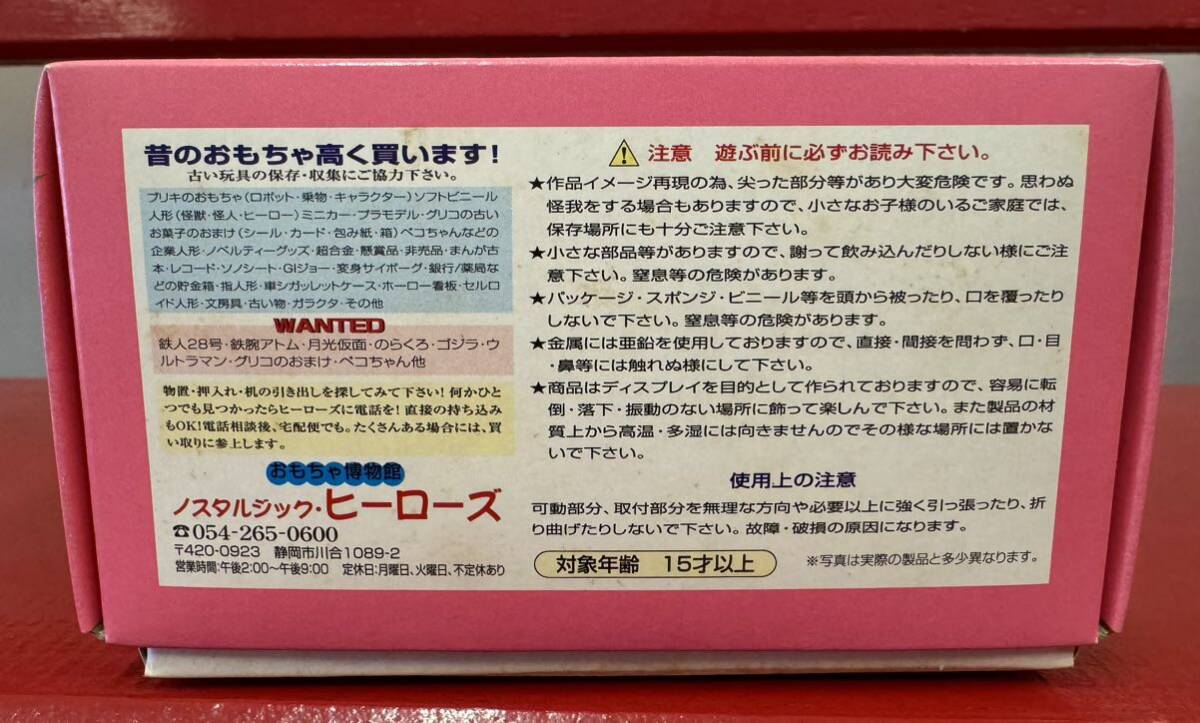 昔のおもちゃ高く買います!
古い玩具の保存・収集にご協力下さい。
ブリキのおもちゃ(ロボット・乗物・キャラクター)ソフトビニール
人形(怪獣・怪人・ヒーロー)ミニカー・プラモデル・グリコの古い
お菓子のおまけ(シール・カード・包み紙・箱)ペコちゃんなどの
企業人形・ノベルティーグッズ・超合金・懸賞品・非売品・まんが古
本・レコード・ソノシート・GIジョー・変身サイボーグ・銀行/薬局な
どの貯金箱・指人形・車シガッレットケース・ホーロー看板・セルロ
イド人形・文房具・古い物・ガラクタ・その他
WANTED
鉄人28号・鉄腕アトム・月光仮面・のらくろ・ゴジラ・ウ
ルトラマン・グリコのおまけ・ペコちゃん他
物置・押入れ・机の引き出しを探してみて下さい!何かひと
つでも見つかったらヒーローズに電話を!直接の持ち込み
もOK!電話相談後、宅配便でも。たくさんある場合には、買
い取りに参上します。
おもちゃ博物館
ノスタルジック・ヒーローズ
☎054-265-0600
〒420-0923 静岡市川合1089-2
営業時間:午後2:00〜午後9:00 定休日:月曜日、火曜日、不定休あり
⚠注意 遊ぶ前に必ずお読み下さい。
★作品イメージ再現の為、尖った部分等があり大変危険です。思わぬ
怪我をする場合もありますので、小さなお子様のいるご家庭では、
保存場所にも十分ご注意下さい。
★小さな部品等がありますので、謝って飲み込んだりしない様にご注
意下さい。窒息等の危険があります。
★パッケージ・スポンジ・ビニール等を頭から被ったり、口を覆ったり
しないで下さい。窒息等の危険があります。
★金属には亜鉛を使用しておりますので、直接・間接を問わず、口・目
・鼻等には触れぬ様にして下さい。
★商品はディスプレイを目的として作られておりますので、容易に転
倒・落下・振動のない場所に飾って楽しんで下さい。また製品の材
質上から高温・多湿には向きませんのでその様な場所には置かな
いで下さい。
使用上の注意
可動部分、取付部分を無理な方向や必要以上に強く引っ張ったり、折
り曲げたりしないで下さい。故障・破損の原因になります。
対象年齢 15才以上
※写真は実際の製品と多少異なります。